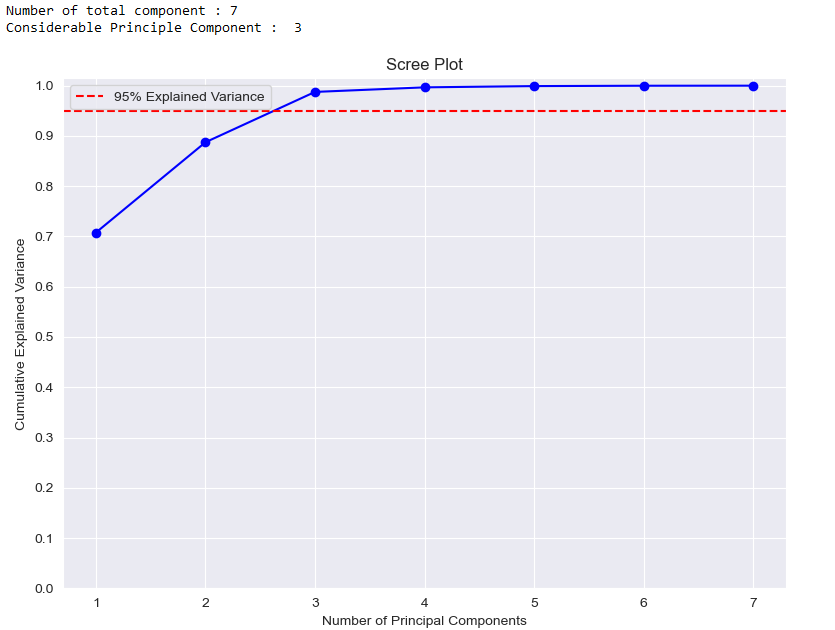 Number of total component : 7
Considerable Principle Component :  3
Scree Plot
95% Explained Variance
1.0
0.9
0.8
0.7
0.6
0.5
0.4
0.3
0.2
0.1
0.0
Cumulative Explained Variance
1 2 3 4 5 6 7
Number of Principal Components